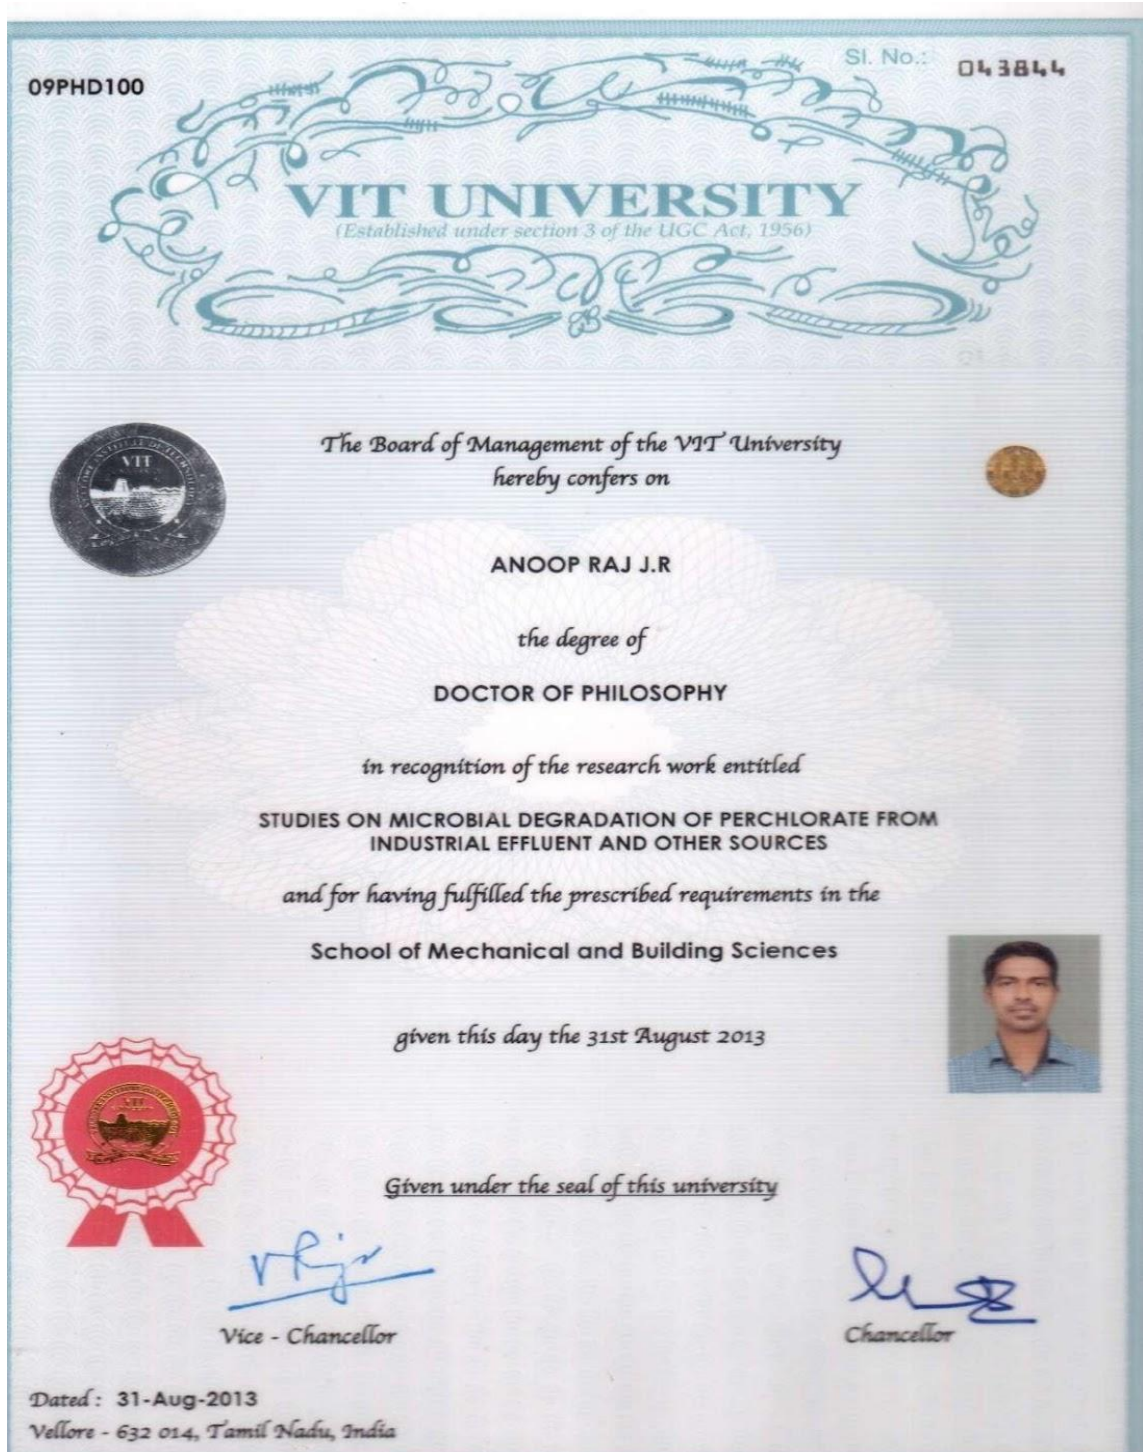 09PHD100
Sl. No.: 043844
VIT UNIVERSITY
(Established under section 3 of the UGC Act, 1956)
The Board of Management of the VIT University
hereby confers on
ANOOP RAJ J.R
the degree of
DOCTOR OF PHILOSOPHY
in recognition of the research work entitled
STUDIES ON MICROBIAL DEGRADATION OF PERCHLORATE FROM
INDUSTRIAL EFFLUENT AND OTHER SOURCES
and for having fulfilled the prescribed requirements in the
School of Mechanical and Building Sciences
given this day the 31st August 2013
VIT
VIT
Given under the seal of this university
Vice - Chancellor
Chancellor
Dated : 31-Aug-2013
Vellore - 632 014, Tamil Nadu, India